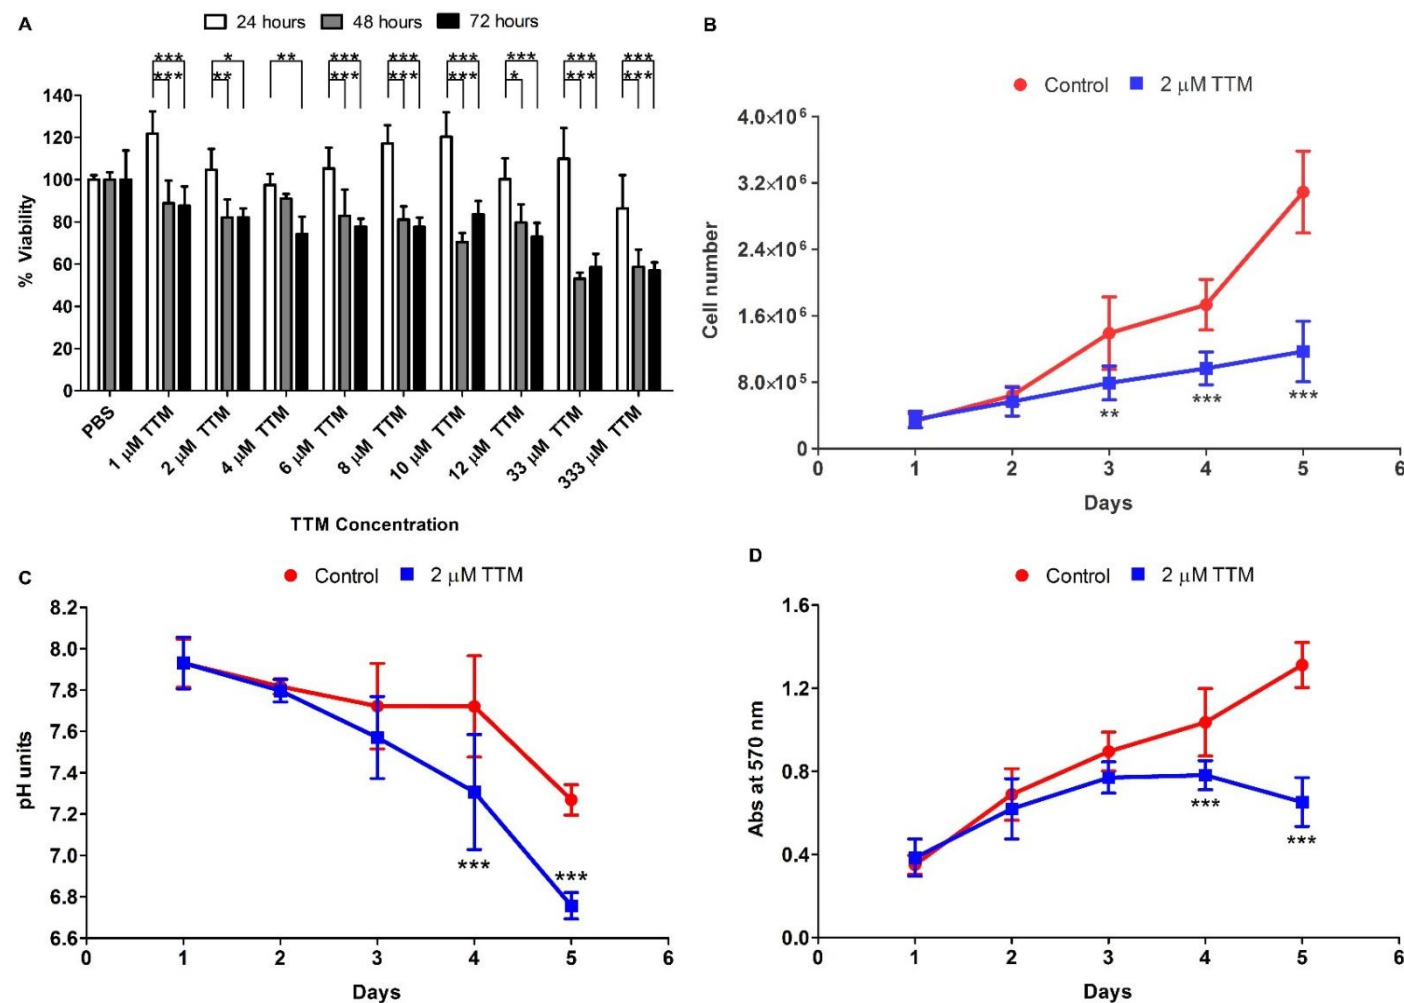 A
24 hours 48 hours 72 hours
*** * ** *** *** *** *** *** ***
*** ** *** *** *** * *** ***
140
120
100
80
60
40
20
0
% Viability
PBS
1 µM TTM
2 µM TTM
4 µM TTM
6 µM TTM
8 µM TTM
10 µM TTM
12 µM TTM
33 µM TTM
333 µM TTM
TTM Concentration
B
Control 2 µM TTM
4.0×10⁶
3.2×10⁶
2.4×10⁶
1.6×10⁶
8.0×10⁵
0
Cell number
** *** ***
0 1 2 3 4 5 6
Days
C
Control 2 µM TTM
8.2
8.0
7.8
7.6
7.4
7.2
7.0
6.8
6.6
pH units
*** ***
0 1 2 3 4 5 6
Days
D
Control 2 µM TTM
1.6
1.2
0.8
0.4
0.0
Abs at 570 nm
*** ***
0 1 2 3 4 5 6
Days